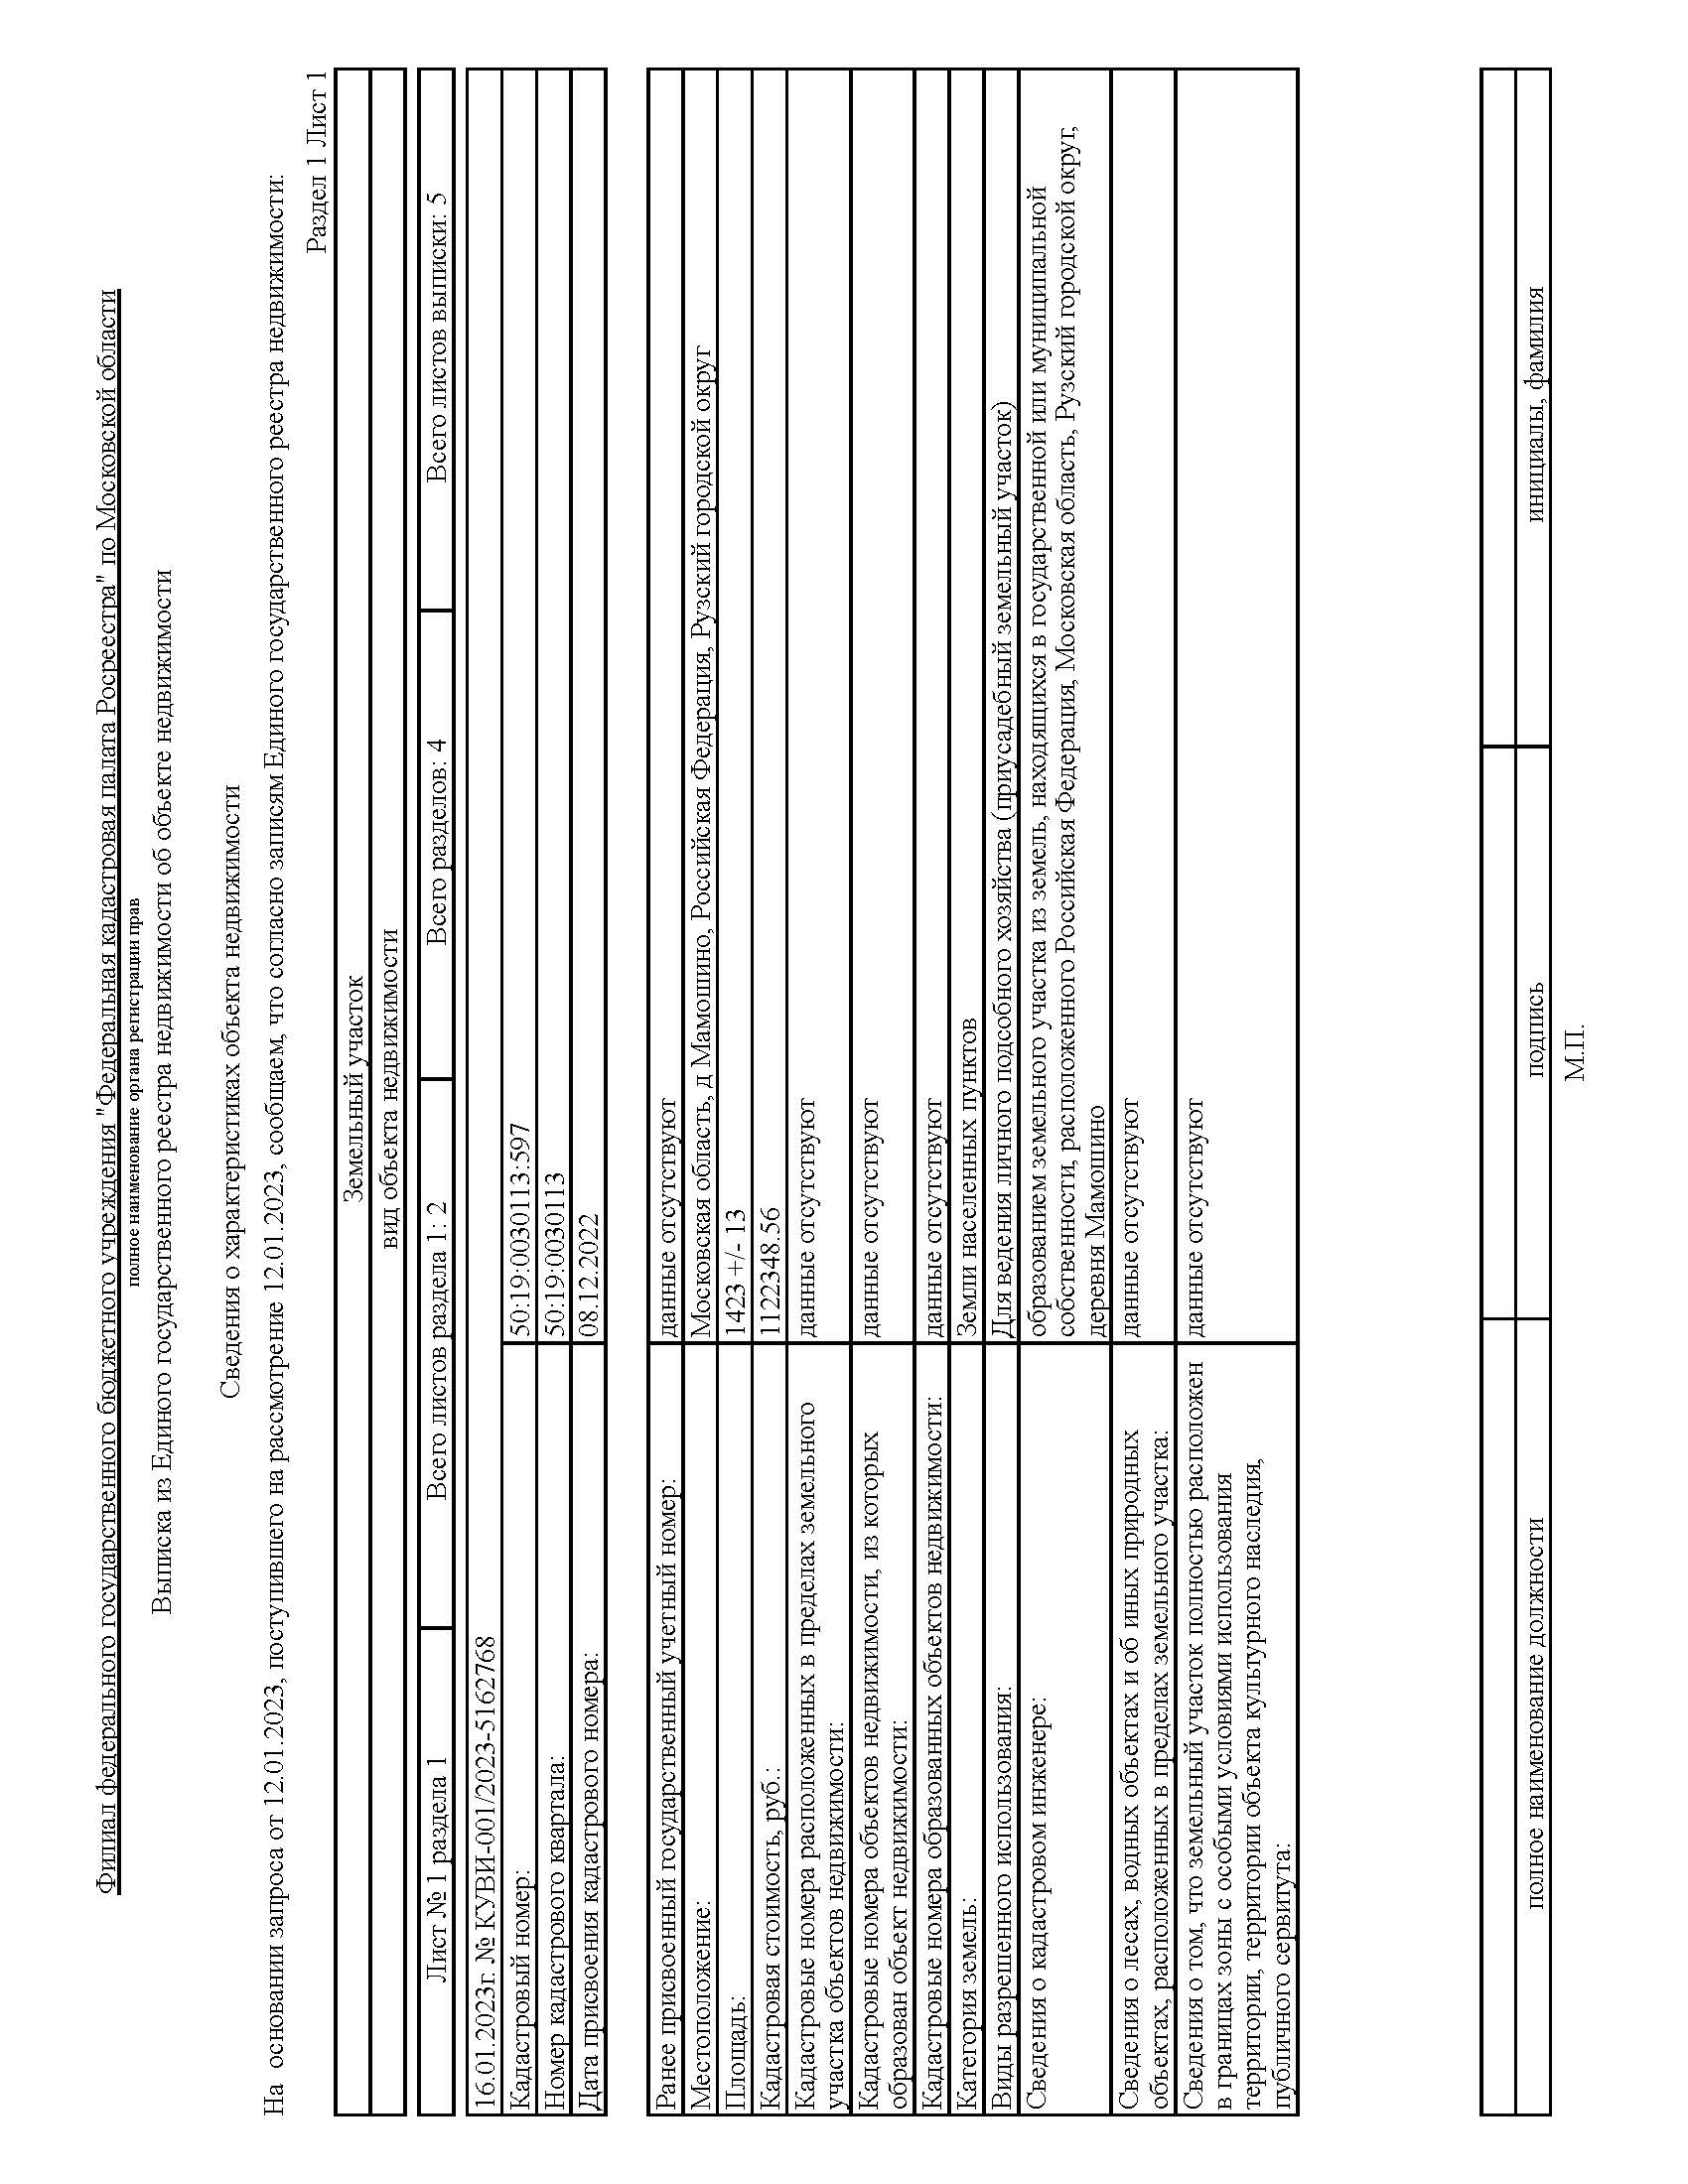 Филиал федерального государственного бюджетного учреждения "Федеральная кадастровая палата Росреестра" по Московской области
полное наименование органа регистрации прав
Выписка из Единого государственного реестра недвижимости об объекте недвижимости
Сведения о характеристиках объекта недвижимости
На основании запроса от 12.01.2023, поступившего на рассмотрение 12.01.2023, сообщаем, что согласно записям Единого государственного реестра недвижимости:
Раздел 1 Лист 1
Земельный участок
вид объекта недвижимости
Лист № 1 раздела 1
Всего листов раздела 1: 2
Всего разделов: 4
Всего листов выписки: 5
16.01.2023г. № КУВИ-001/2023-5162768
Кадастровый номер:
50:19:0030113:597
Номер кадастрового квартала:
50:19:0030113
Дата присвоения кадастрового номера:
08.12.2022
Ранее присвоенный государственный учетный номер:
данные отсутствуют
Местоположение:
Московская область, д Мамошино, Российская Федерация, Рузский городской округ
Площадь:
1423 +/- 13
Кадастровая стоимость, руб.:
1122348.56
Кадастровые номера расположенных в пределах земельного
участка объектов недвижимости:
данные отсутствуют
Кадастровые номера объектов недвижимости, из которых
образован объект недвижимости:
данные отсутствуют
Кадастровые номера образованных объектов недвижимости:
данные отсутствуют
Категория земель:
Земли населенных пунктов
Виды разрешенного использования:
Для ведения личного подсобного хозяйства (приусадебный земельный участок)
Сведения о кадастровом инженере:
образованием земельного участка из земель, находящихся в государственной или муниципальной
собственности, расположенного Российская Федерация, Московская область, Рузский городской округ,
деревня Мамошино
Сведения о лесах, водных объектах и об иных природных
объектах, расположенных в пределах земельного участка:
данные отсутствуют
Сведения о том, что земельный участок полностью расположен
в границах зоны с особыми условиями использования
территории, территории объекта культурного наследия,
публичного сервитута:
данные отсутствуют
полное наименование должности
подпись
инициалы, фамилия
М.П.